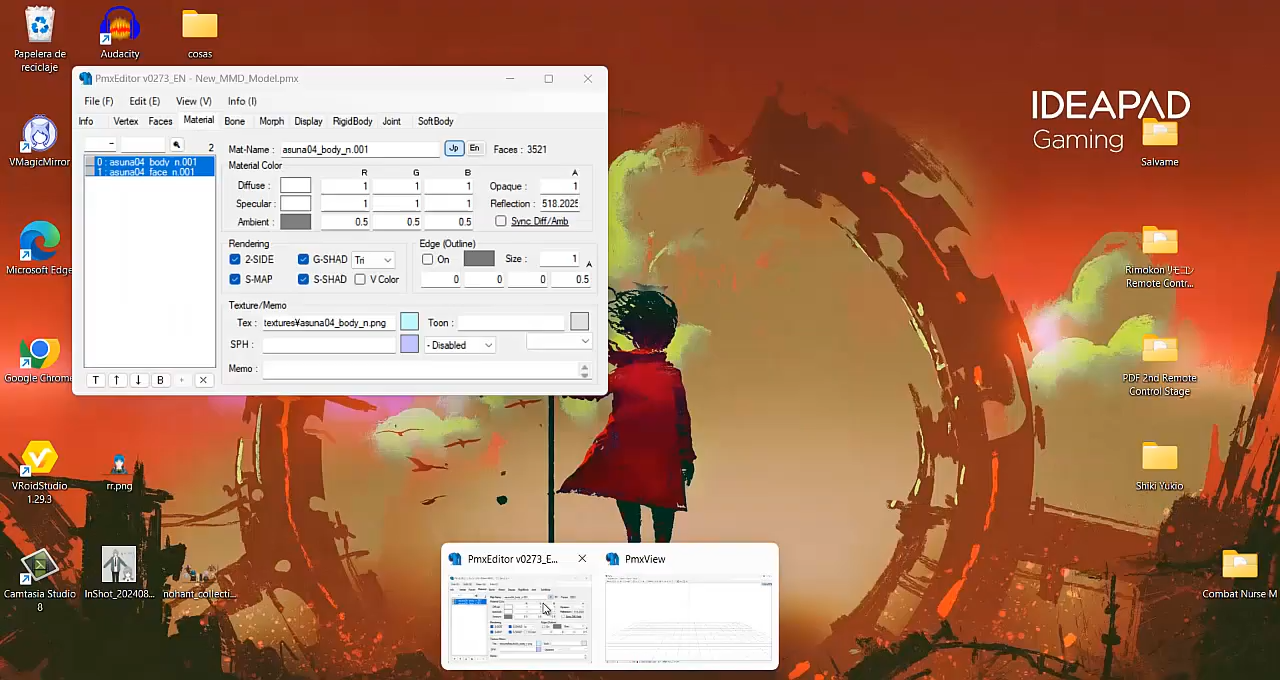 Papelera de
reciclaje
Audacity
cosas
VMagicMirror
Microsoft Edge
Google Chrome
VRoidStudio
1.29.3
rr.png
Camtasia Studio
8
InShot_202408...
nohant_collecti...
IDEAPAD
Gaming
Salvame
Rimokon リモコン
Remote Contr...
PDF 2nd Remote
Control Stage
Shiki Yukio
Combat Nurse M
PmxEditor v0273_EN - New_MMD_Model.pmx
File (F) Edit (E) View (V) Info (I)
Info Vertex Faces Material Bone Morph Display RigidBody Joint SoftBody
- 2
0 : asuna04_body_n.001
1 : asuna04_face_n.001
T ↑ ↓ B + ×
Mat-Name : asuna04_body_n.001 Jp En Faces : 3521
Material Color
R G B A
Diffuse : 1 1 1 Opaque : 1
Specular : 1 1 1 Reflection : 518.2025
Ambient : 0.5 0.5 0.5 Sync Diff/Amb
Rendering
2-SIDE G-SHAD Tri
S-MAP S-SHAD V Color
Edge (Outline)
On Size : 1 A
0 0 0 0.5
Texture/Memo
Tex : textures¥asuna04_body_n.png Toon :
SPH : - Disabled
Memo :
PmxEditor v0273_E... PmxView